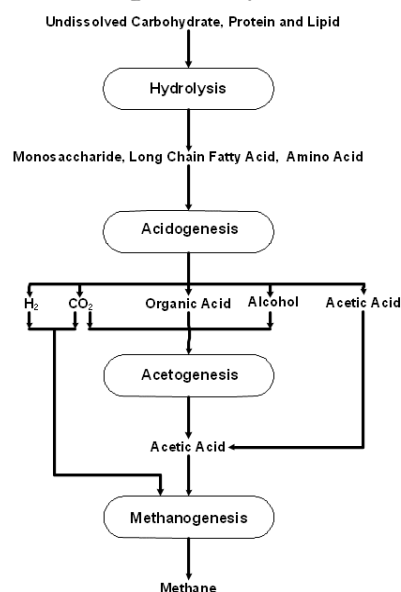 Undissolved Carbohydrate, Protein and Lipid
Hydrolysis
Monosaccharide, Long Chain Fatty Acid, Amino Acid
Acidogenesis
H₂ CO₂ Organic Acid Alcohol Acetic Acid
Acetogenesis
Acetic Acid
Methanogenesis
Methane